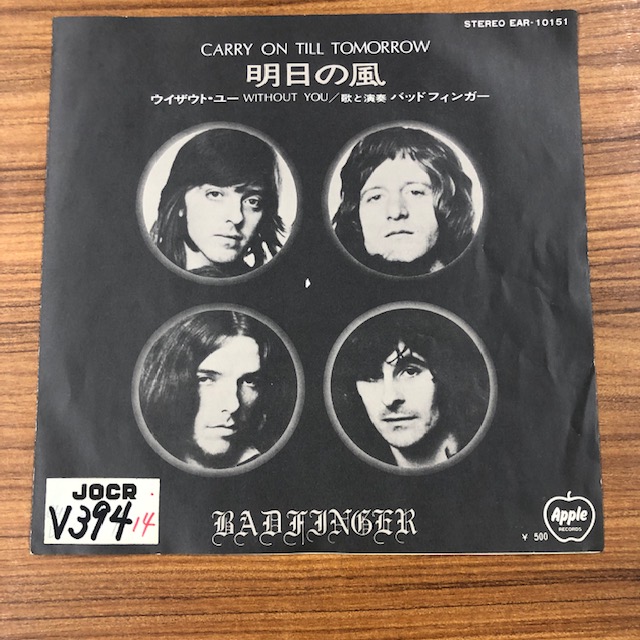 STEREO EAR-10151
CARRY ON TILL TOMORROW
明日の風
ウイザウト・ユー WITHOUT YOU/歌と演奏 バッドフィンガー
JOCR
V394 14
BADFINGER
Apple
RECORDS
¥ 500